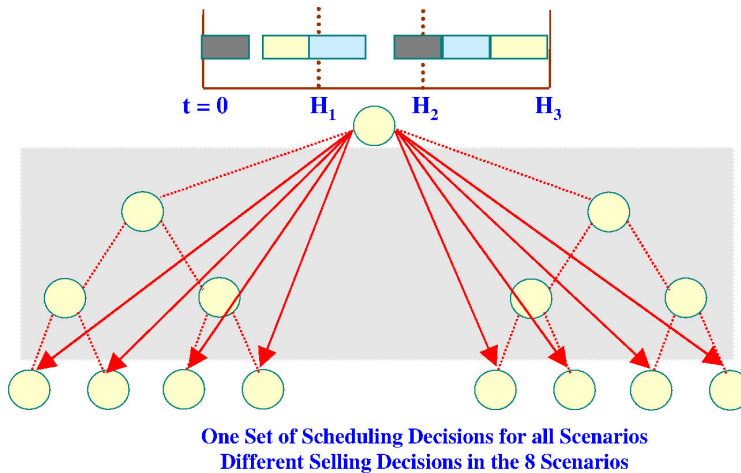 t = 0 H₁ H₂ H₃
One Set of Scheduling Decisions for all Scenarios
Different Selling Decisions in the 8 Scenarios